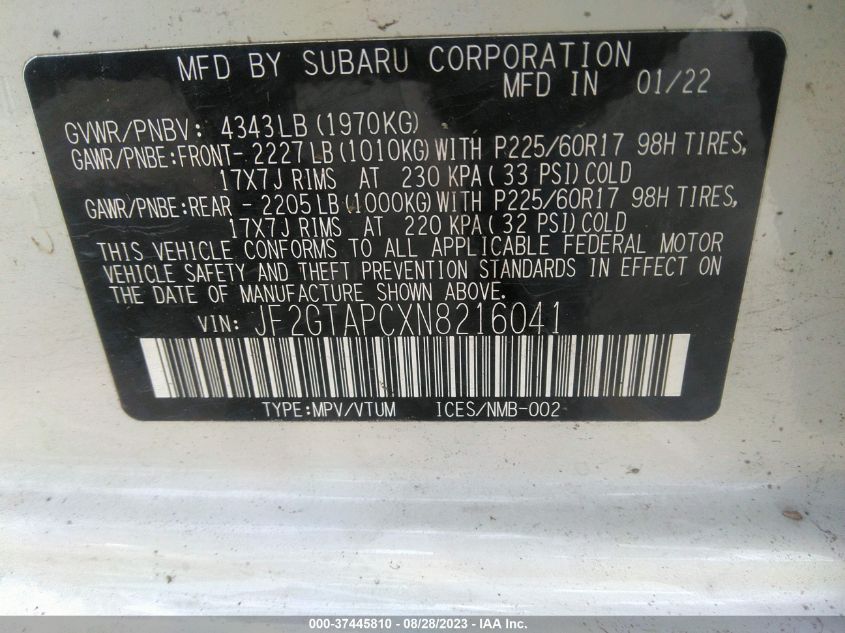 MFD BY SUBARU CORPORATION
MFD IN 01/22
GVWR/PNBV: 4343LB (1970KG)
GAWR/PNBE:FRONT- 2227LB (1010KG) WITH P225/60R17 98H TIRES,
17X7J RIMS AT 230 KPA ( 33 PSI) COLD
GAWR/PNBE:REAR - 2205LB (1000KG) WITH P225/60R17 98H TIRES,
17X7J RIMS AT 220 KPA ( 32 PSI) COLD
THIS VEHICLE CONFORMS TO ALL APPLICABLE FEDERAL MOTOR
VEHICLE SAFETY AND THEFT PREVENTION STANDARDS IN EFFECT ON
THE DATE OF MANUFACTURE SHOWN ABOVE.
VIN: JF2GTAPCXN8216041
TYPE:MPV/VTUM ICES/NMB-002
000-37445810 - 08/28/2023 - IAA Inc.